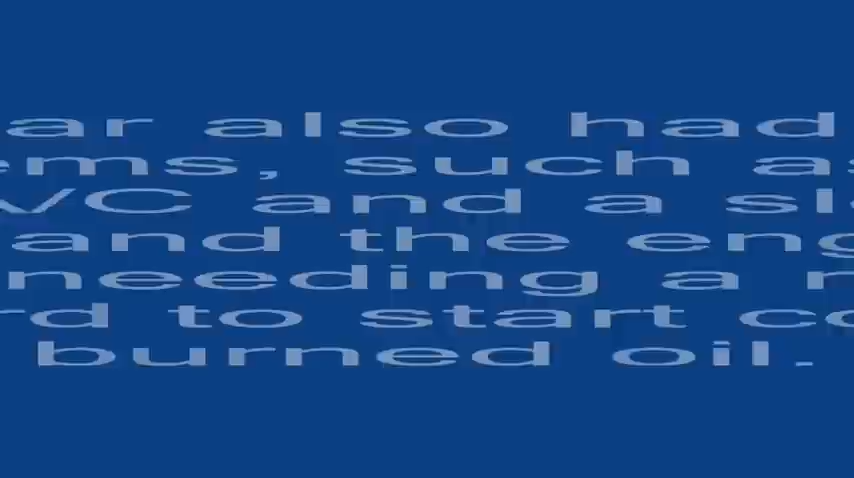 ar also had
ems, such as
VC and a sl
and the eng
needing a
rd to start co
burned oil.